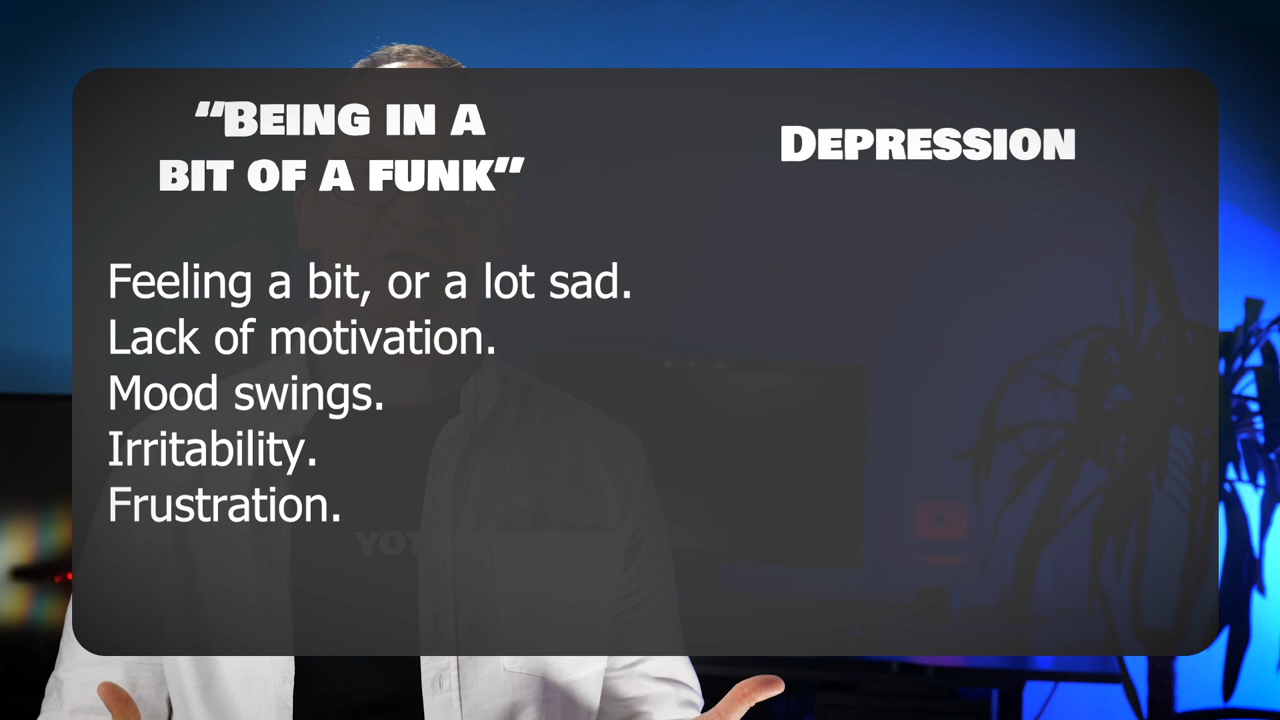 “Being in a
bit of a funk”
Depression
Feeling a bit, or a lot sad.
Lack of motivation.
Mood swings.
Irritability.
Frustration.